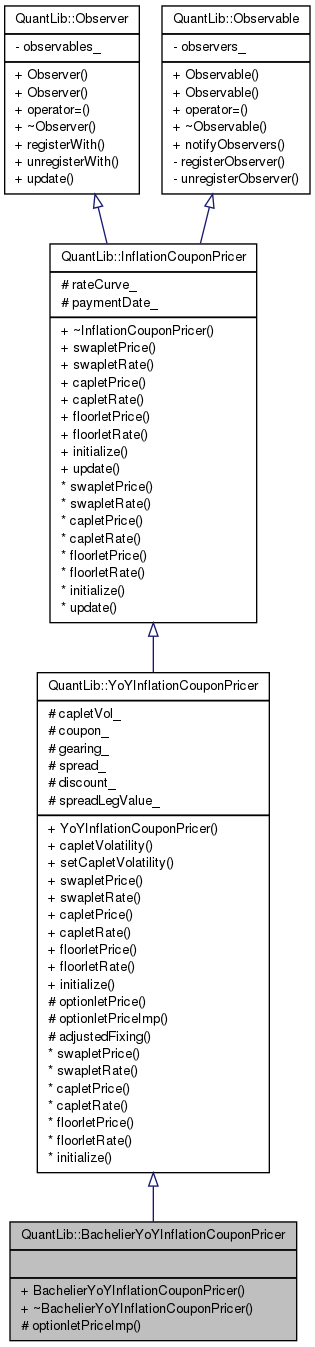 QuantLib::Observer
- observables_
+ Observer()
+ Observer()
+ operator=()
+ ~Observer()
+ registerWith()
+ unregisterWith()
+ update()
QuantLib::Observable
- observers_
+ Observable()
+ Observable()
+ operator=()
+ ~Observable()
+ notifyObservers()
- registerObserver()
- unregisterObserver()
QuantLib::InflationCouponPricer
# rateCurve_
# paymentDate_
+ ~InflationCouponPricer()
+ swapletPrice()
+ swapletRate()
+ capletPrice()
+ capletRate()
+ floorletPrice()
+ floorletRate()
+ initialize()
+ update()
* swapletPrice()
* swapletRate()
* capletPrice()
* capletRate()
* floorletPrice()
* floorletRate()
* initialize()
* update()
QuantLib::YoYInflationCouponPricer
# capletVol_
# coupon_
# gearing_
# spread_
# discount_
# spreadLegValue_
+ YoYInflationCouponPricer()
+ capletVolatility()
+ setCapletVolatility()
+ swapletPrice()
+ swapletRate()
+ capletPrice()
+ capletRate()
+ floorletPrice()
+ floorletRate()
+ initialize()
# optionletPrice()
# optionletPriceImp()
# adjustedFixing()
* swapletPrice()
* swapletRate()
* capletPrice()
* capletRate()
* floorletPrice()
* floorletRate()
* initialize()
QuantLib::BachelierYoYInflationCouponPricer
+ BachelierYoYInflationCouponPricer()
+ ~BachelierYoYInflationCouponPricer()
# optionletPriceImp()